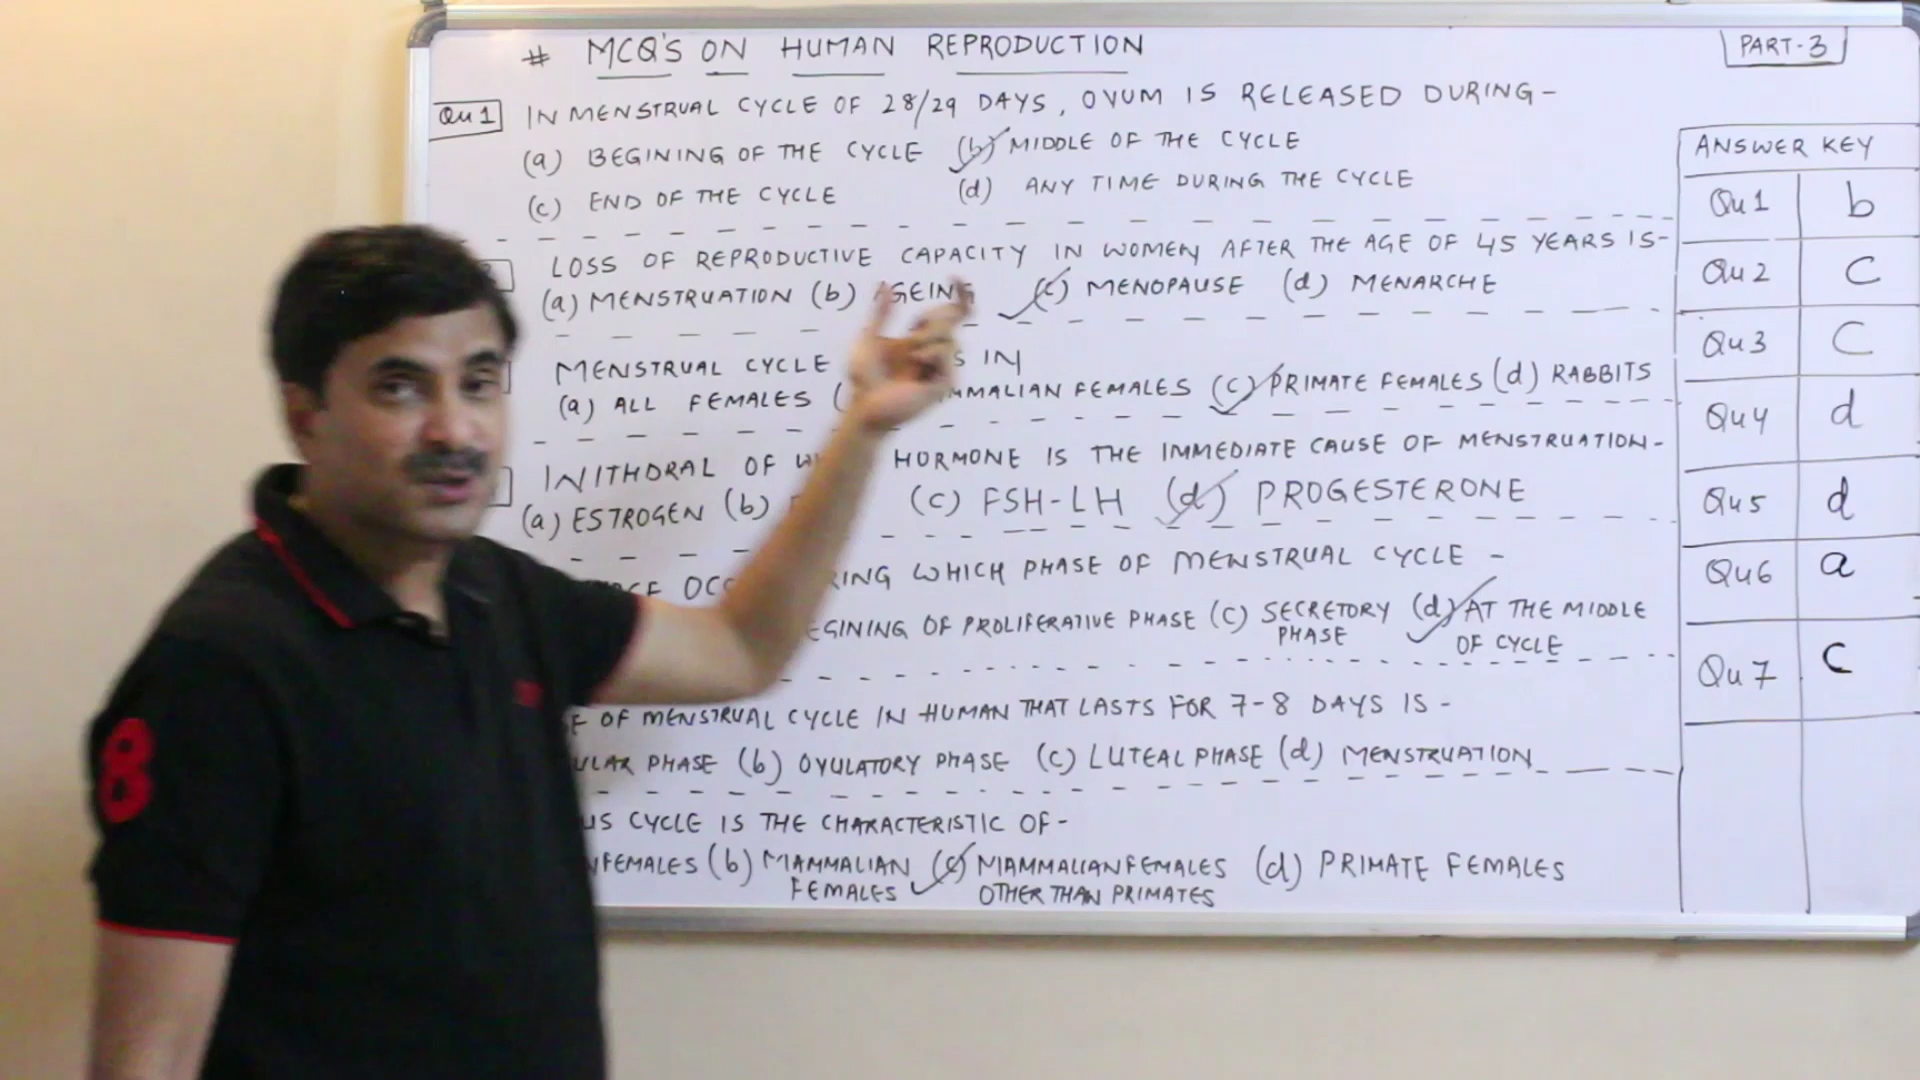 # MCQ'S ON HUMAN REPRODUCTION
PART-3
Qu 1 IN MENSTRUAL CYCLE OF 28/29 DAYS, OVUM IS RELEASED DURING -
(a) BEGINING OF THE CYCLE (b) MIDDLE OF THE CYCLE
(c) END OF THE CYCLE (d) ANY TIME DURING THE CYCLE
LOSS OF REPRODUCTIVE CAPACITY IN WOMEN AFTER THE AGE OF 45 YEARS IS-
(a) MENSTRUATION (b) AGEING (c) MENOPAUSE (d) MENARCHE
MENSTRUAL CYCLE IN
(a) ALL FEMALES FEMALES (c) PRIMATE FEMALES (d) RABBITS
WITHDRAL OF HORMONE IS THE IMMEDIATE CAUSE OF MENSTRUATION-
(a) ESTROGEN (b) (c) FSH-LH (d) PROGESTERONE
WHICH PHASE OF MENSTRUAL CYCLE -
OF PROLIFERATIVE PHASE (c) SECRETORY PHASE (d) AT THE MIDDLE OF CYCLE
OF MENSTRUAL CYCLE IN HUMAN THAT LASTS FOR 7-8 DAYS IS -
PHASE (b) OVULATORY PHASE (c) LUTEAL PHASE (d) MENSTRUATION
CYCLE IS THE CHARACTERISTIC OF-
FEMALES (b) MAMMALIAN FEMALES (c) MAMMALIAN FEMALES OTHER THAN PRIMATES (d) PRIMATE FEMALES
ANSWER KEY
Qu 1 b
Qu 2 C
Qu 3 C
Qu 4 d
Qu 5 d
Qu 6 a
Qu 7 C
8